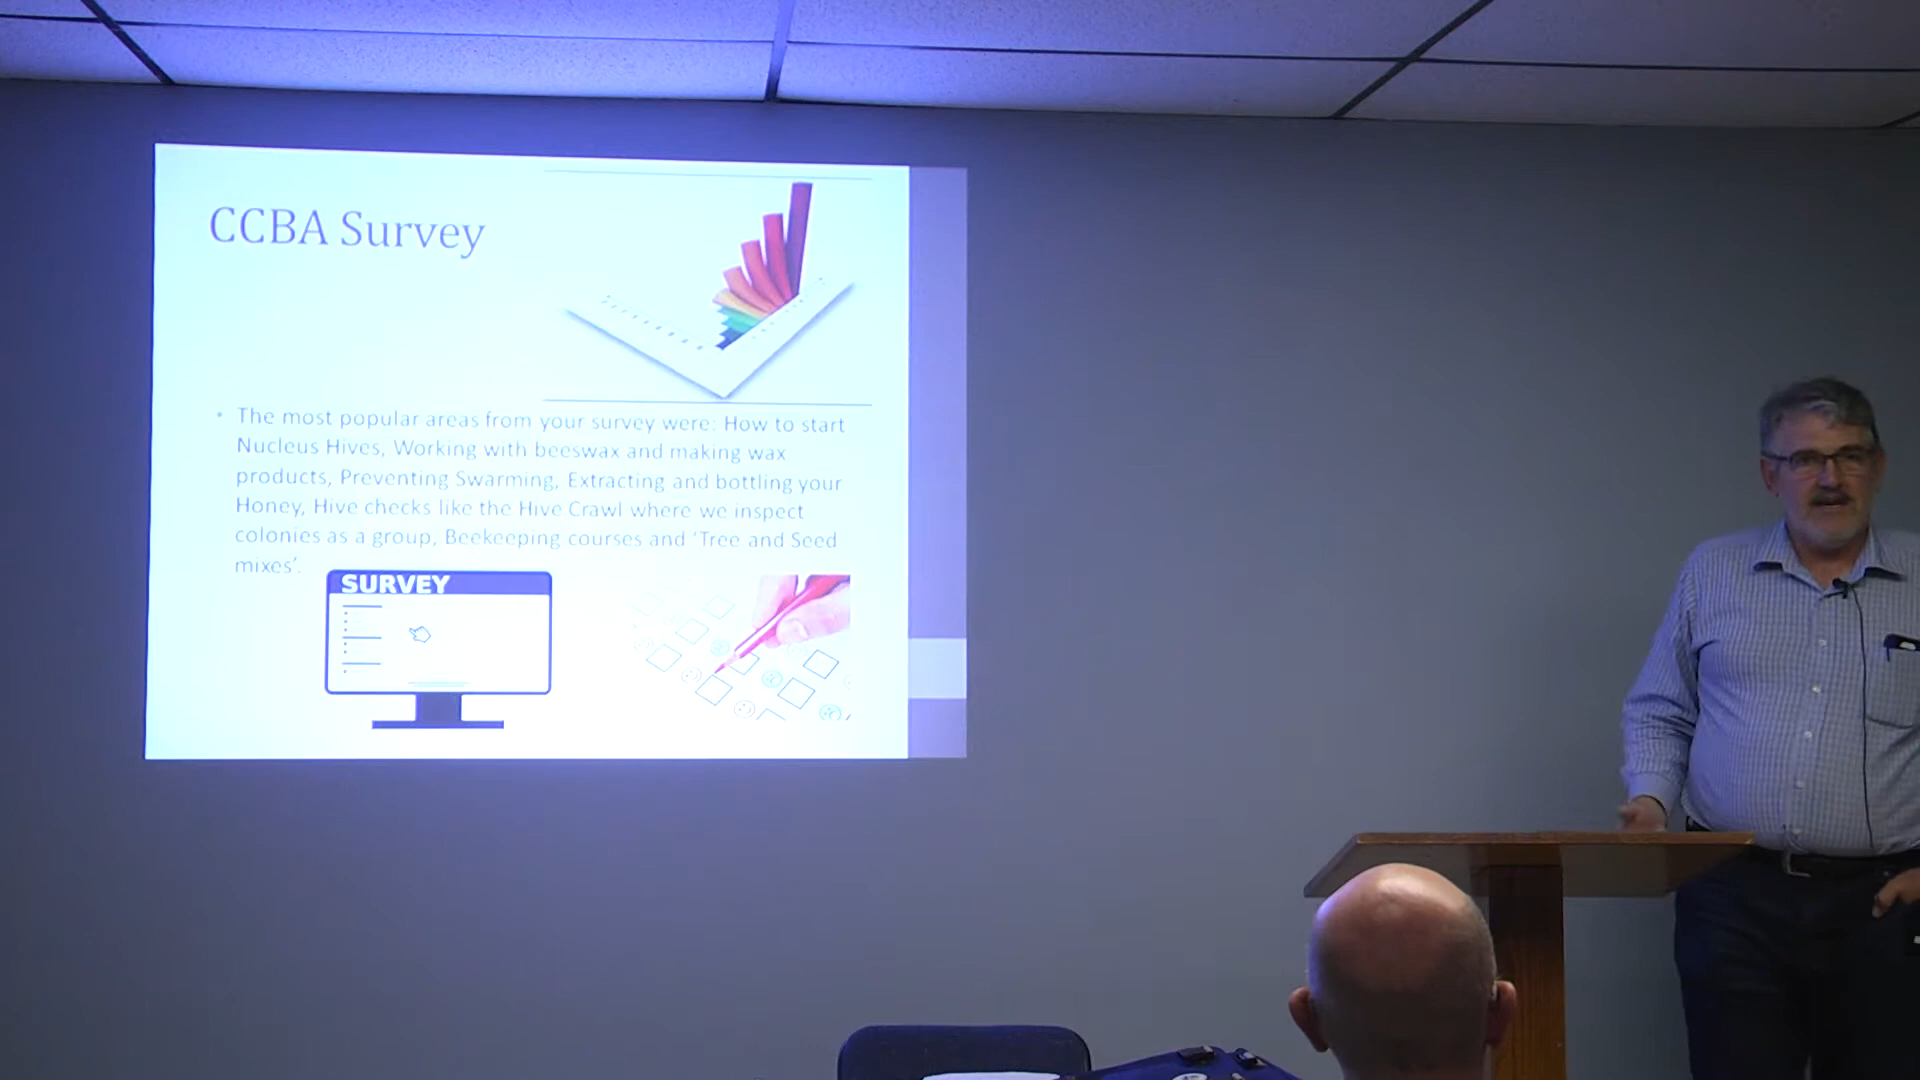 CCBA Survey
• The most popular areas from your survey were: How to start
Nucleus Hives, Working with beeswax and making wax
products, Preventing Swarming, Extracting and bottling your
Honey, Hive checks like the Hive Crawl where we inspect
colonies as a group, Beekeeping courses and ‘Tree and Seed
mixes’.
SURVEY